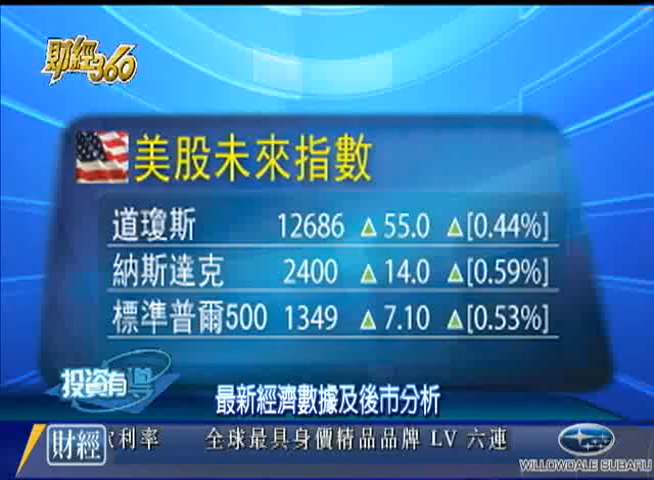 財經360
美股未來指數
道瓊斯 12686 ▲55.0 ▲[0.44%]
納斯達克 2400 ▲14.0 ▲[0.59%]
標準普爾500 1349 ▲7.10 ▲[0.53%]
投資有導
最新經濟數據及後市分析
財經 利率 全球最具身價精品品牌 LV 六連
SUBARU
WILLOWDALE SUBARU